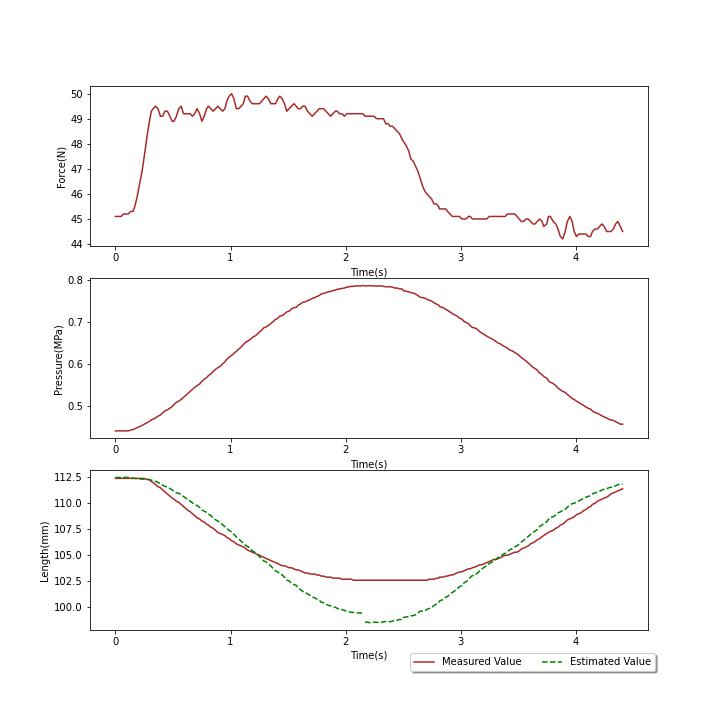 50
49
48
47
46
45
44
Force(N)
0 1 2 3 4
Time(s)
0.8
0.7
0.6
0.5
Pressure(MPa)
0 1 2 3 4
Time(s)
112.5
110.0
107.5
105.0
102.5
100.0
Length(mm)
0 1 2 3 4
Time(s)
Measured Value Estimated Value